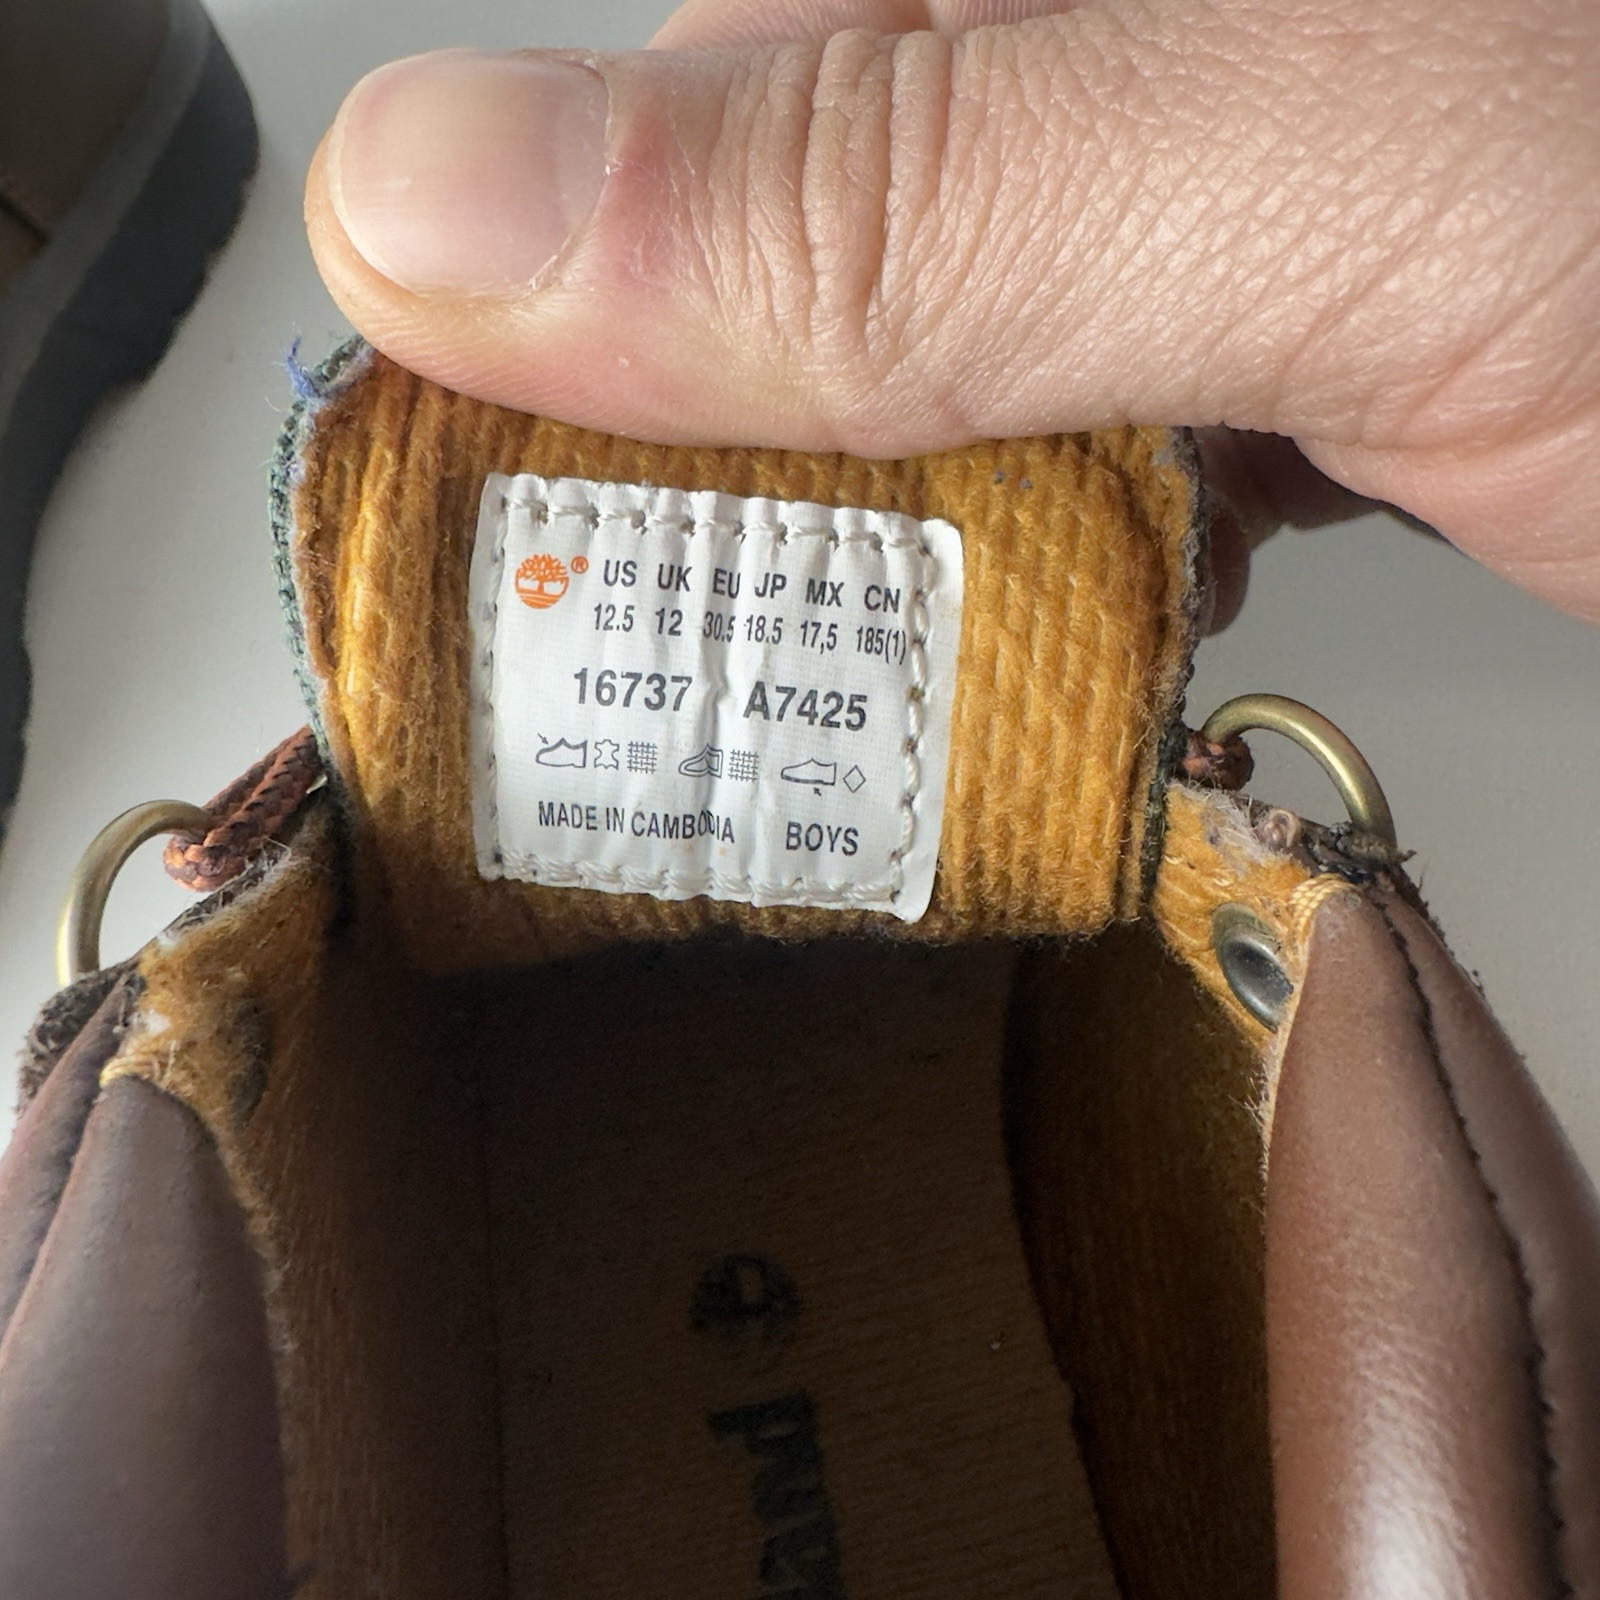 ® US UK EU JP MX CN
12.5 12 30.5 18.5 17,5 185(1)
16737 A7425
MADE IN CAMBODIA BOYS